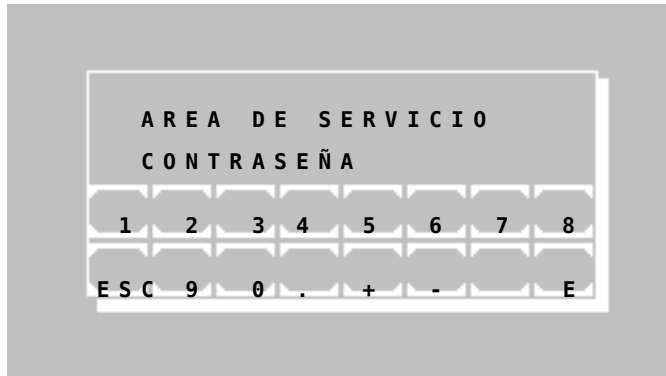 AREA DE SERVICIO
CONTRASEÑA
1 2 3 4 5 6 7 8
ESC 9 0 . + - E